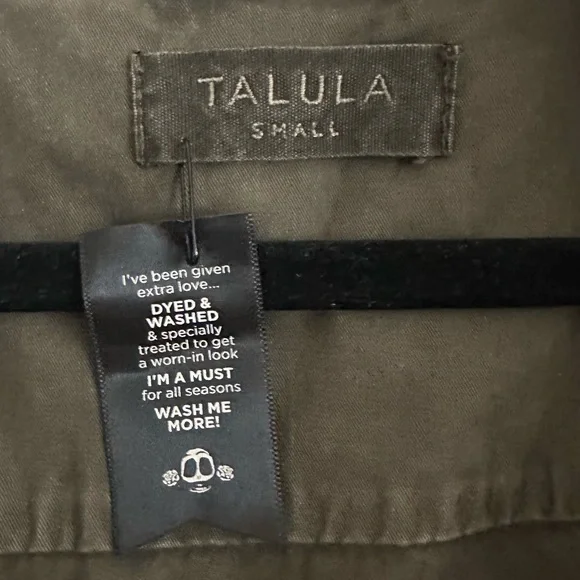 TALULA
SMALL
I've been given
extra love...
DYED &
WASHED
& specially
treated to get
a worn-in look
I'M A MUST
for all seasons
WASH ME
MORE!